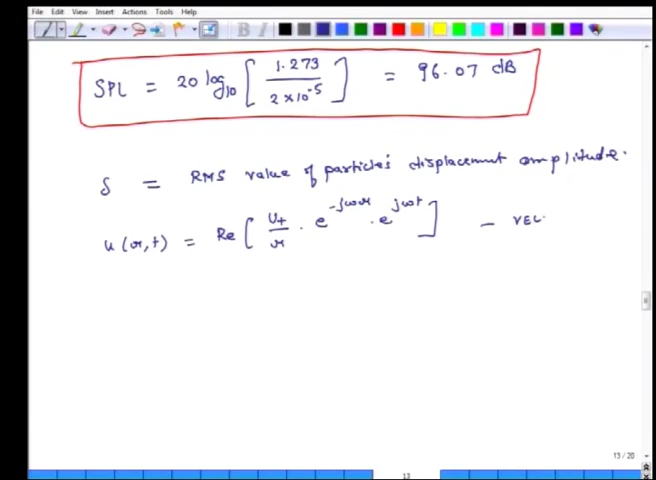 File Edit View Insert Actions Tools Help
SPL = 20 log10 [ 1.273 / 2×10^-5 ] = 96.07 dB
δ = RMS value of particle's displacement amplitude.
u(r,t) = Re [ U+/r . e^-jωr . e^jωt ] — VEL.
13 / 20
13